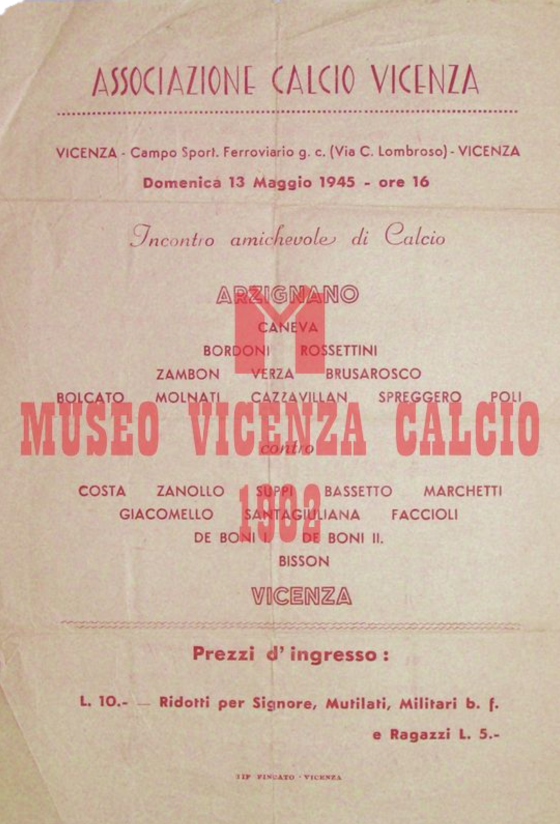 ASSOCIAZIONE CALCIO VICENZA
VICENZA - Campo Sport. Ferroviario g. c. (Via C. Lombroso) - VICENZA
Domenica 13 Maggio 1945 - ore 16
Incontro amichevole di Calcio
ARZIGNANO
CANEVA
BORDONI ROSSETTINI
ZAMBON VERZA BRUSAROSCO
BOLCATO MOLNATI CAZZAVILLAN SPREGGERO POLI
MUSEO VICENZA CALCIO
contro
1902
COSTA ZANOLLO SUPPI BASSETTO MARCHETTI
GIACOMELLO SANTAGIULIANA FACCIOLI
DE BONI DE BONI II.
BISSON
VICENZA
Prezzi d'ingresso :
L. 10.- — Ridotti per Signore, Mutilati, Militari b. f.
e Ragazzi L. 5.-
TIP PINDATO - VICENZA